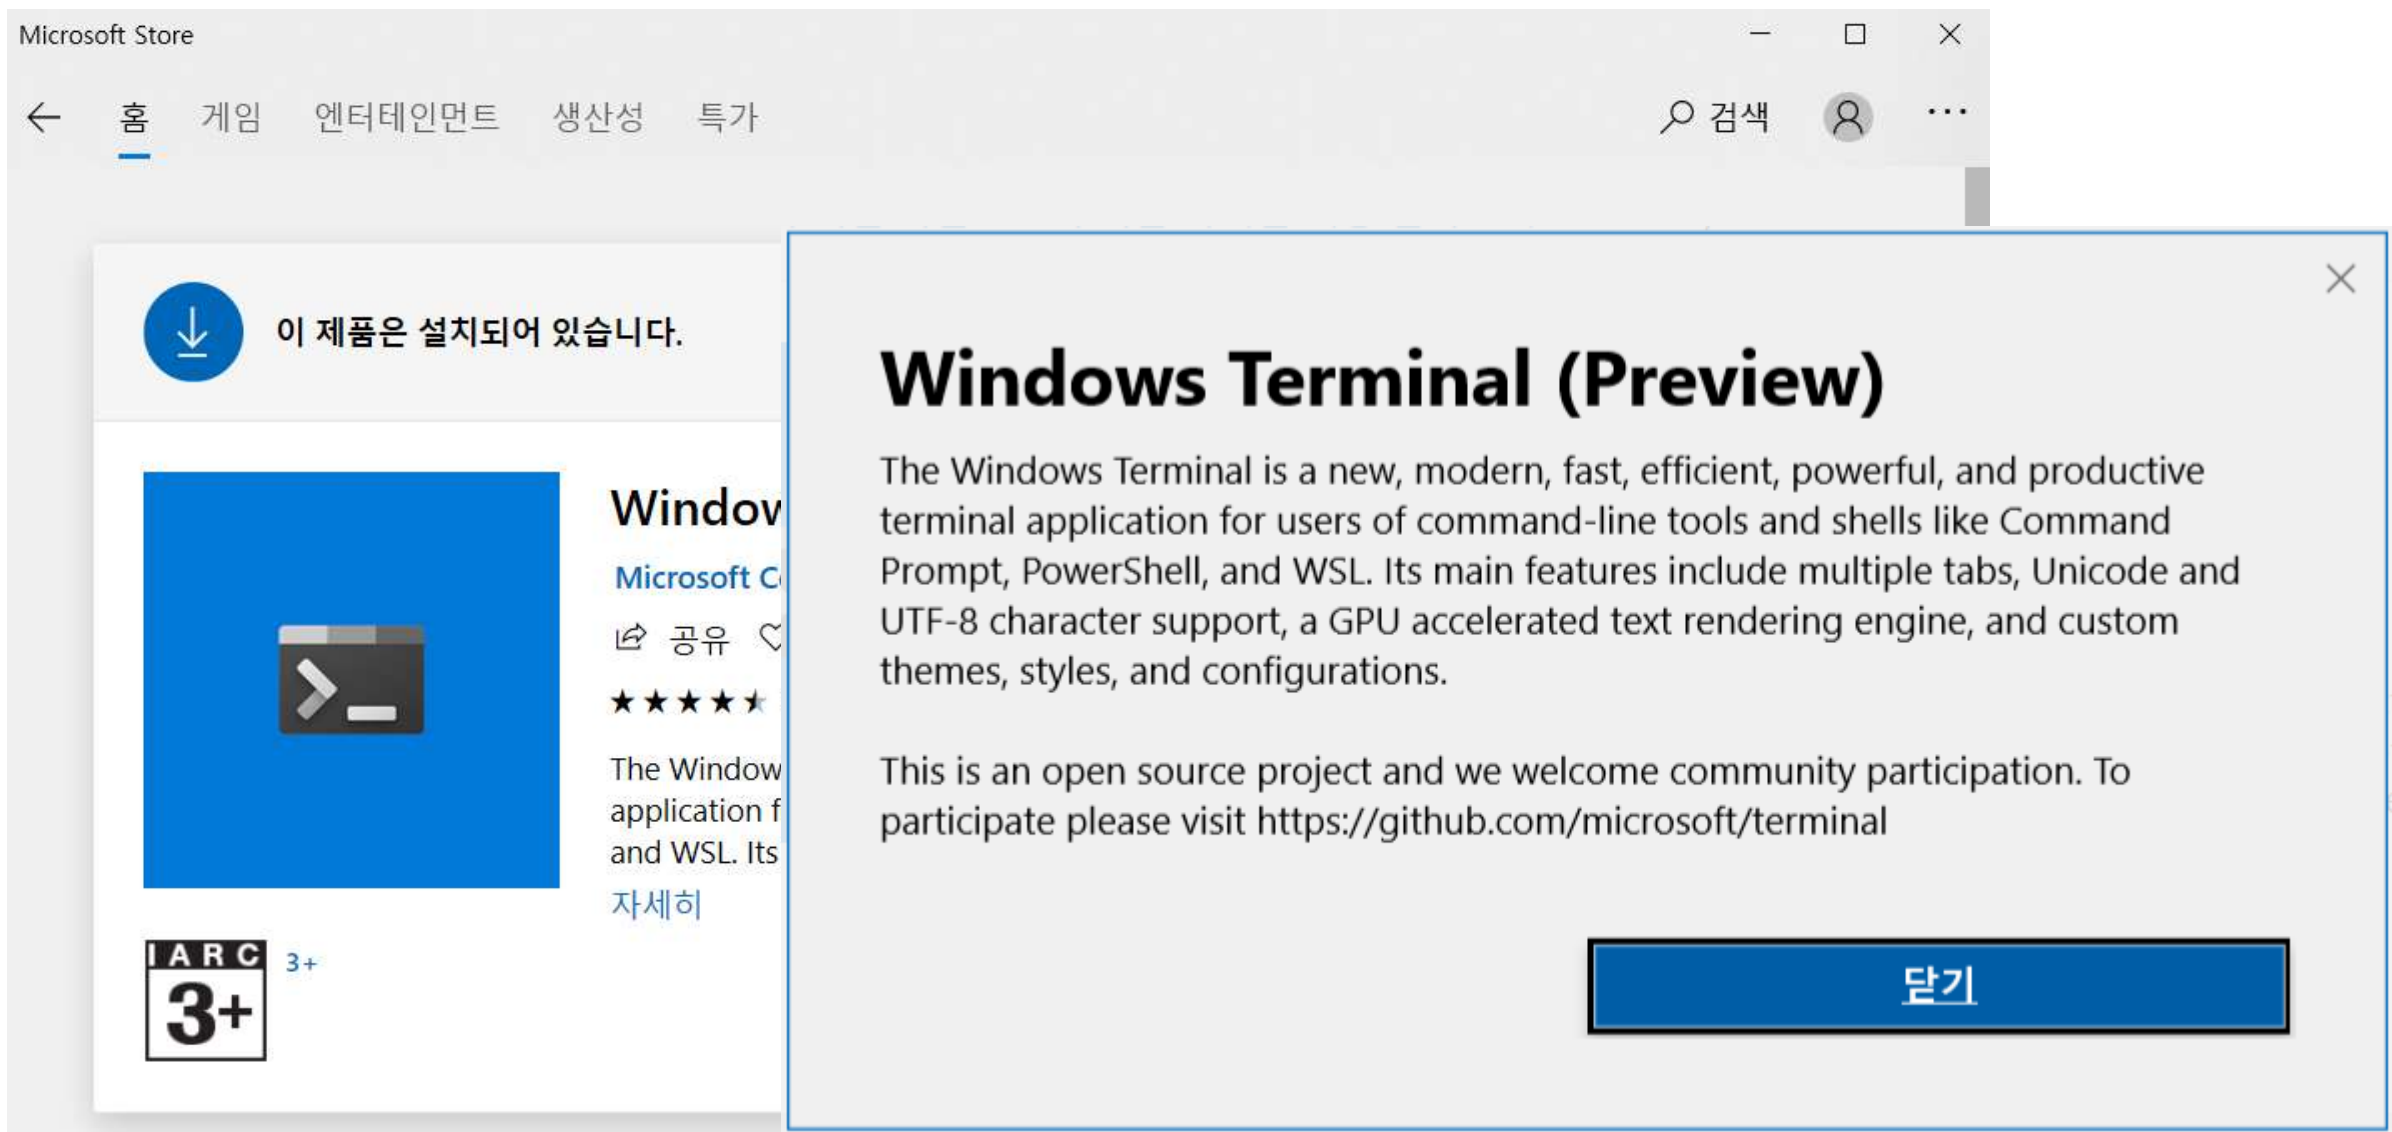 Microsoft Store
홈 게임 엔터테인먼트 생산성 특가 검색
이 제품은 설치되어 있습니다.
Window
Microsoft C
공유
The Window
application f
and WSL. Its
자세히
IARC
3+
3+
Windows Terminal (Preview)
The Windows Terminal is a new, modern, fast, efficient, powerful, and productive
terminal application for users of command-line tools and shells like Command
Prompt, PowerShell, and WSL. Its main features include multiple tabs, Unicode and
UTF-8 character support, a GPU accelerated text rendering engine, and custom
themes, styles, and configurations.
This is an open source project and we welcome community participation. To
participate please visit https://github.com/microsoft/terminal
닫기